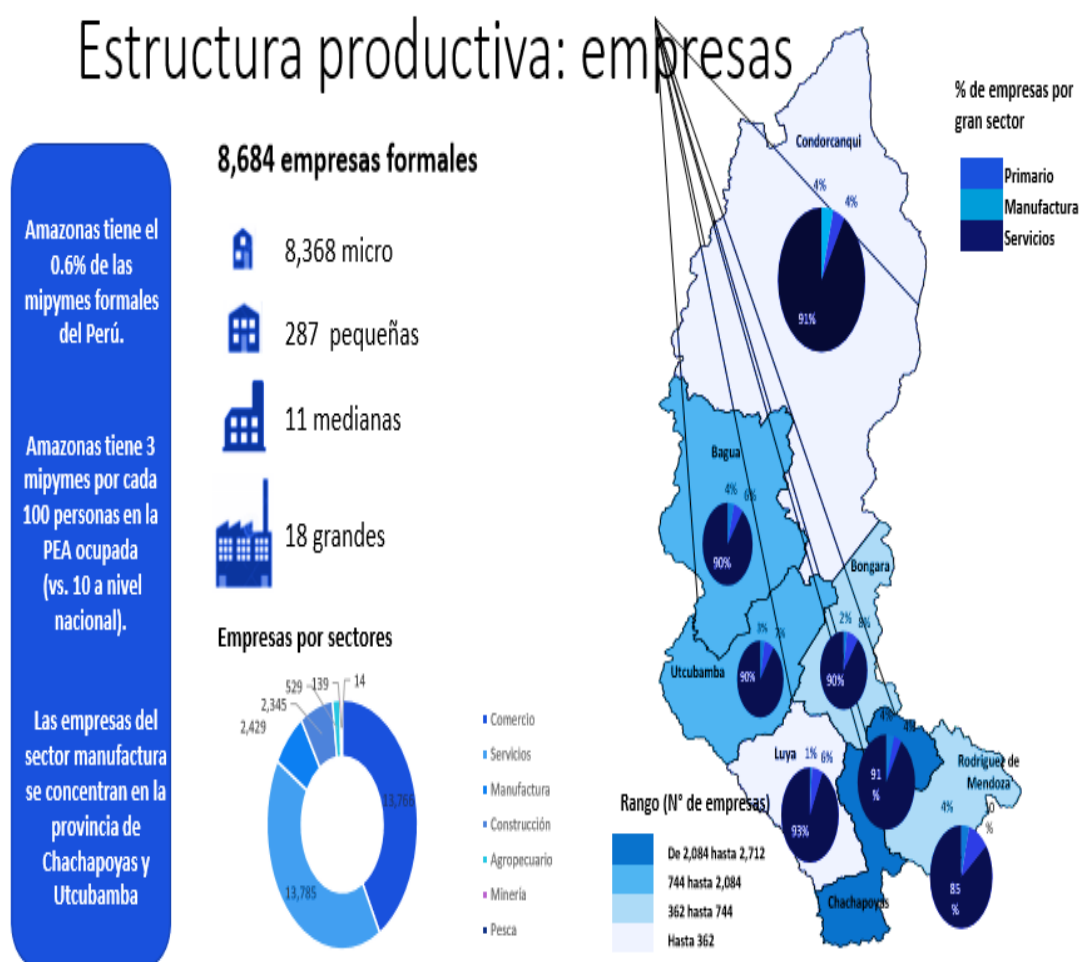 Estructura productiva: empresas
Amazonas tiene el
0.6% de las
mipymes formales
del Perú.
Amazonas tiene 3
mipymes por cada
100 personas en la
PEA ocupada
(vs. 10 a nivel
nacional).
Las empresas del
sector manufactura
se concentran en la
provincia de
Chachapoyas y
Utcubamba
8,684 empresas formales
8,368 micro
287 pequeñas
11 medianas
18 grandes
Empresas por sectores
529
139
14
2,345
2,429
13,766
13,785
Comercio
Servicios
Manufactura
Construcción
Agropecuario
Minería
Pesca
% de empresas por
gran sector
Primario
Manufactura
Servicios
Condorcanqui
4%
4%
91%
Bagua
4%
6%
90%
Bongara
2%
8%
90%
Utcubamba
3%
7%
90%
Luya
1%
6%
93%
4%
4%
91
%
Chachapoyas
Rodriguez de
Mendoza
4%
0
%
85
%
Rango (N° de empresas)
De 2,084 hasta 2,712
744 hasta 2,084
362 hasta 744
Hasta 362